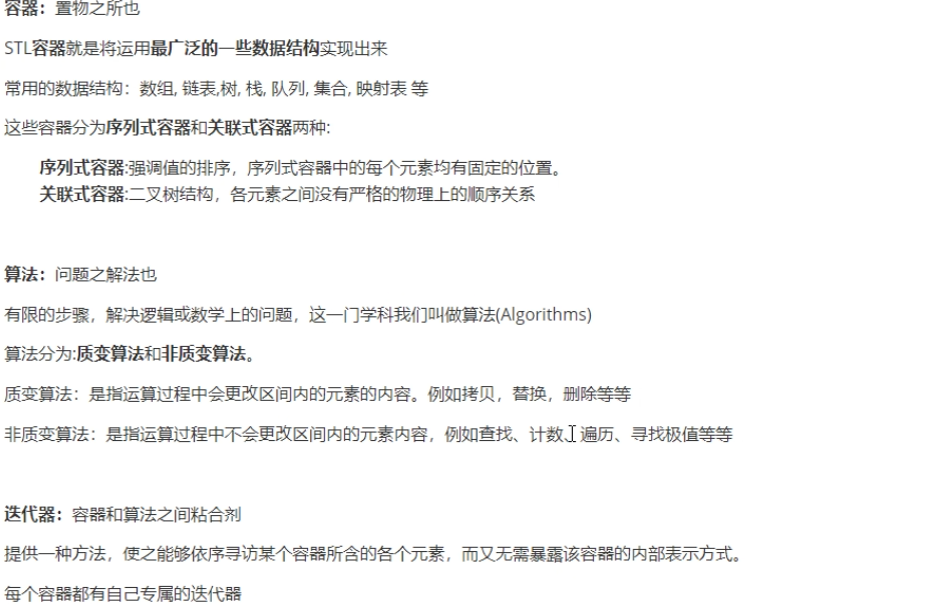 容器：置物之所也
STL容器就是将运用最广泛的一些数据结构实现出来
常用的数据结构：数组, 链表,树, 栈, 队列, 集合, 映射表 等
这些容器分为序列式容器和关联式容器两种:
序列式容器:强调值的排序，序列式容器中的每个元素均有固定的位置。
关联式容器:二叉树结构，各元素之间没有严格的物理上的顺序关系
算法：问题之解法也
有限的步骤，解决逻辑或数学上的问题，这一门学科我们叫做算法(Algorithms)
算法分为:质变算法和非质变算法。
质变算法：是指运算过程中会更改区间内的元素的内容。例如拷贝，替换，删除等等
非质变算法：是指运算过程中不会更改区间内的元素内容，例如查找、计数、遍历、寻找极值等等
迭代器：容器和算法之间粘合剂
提供一种方法，使之能够依序寻访某个容器所含的各个元素，而又无需暴露该容器的内部表示方式。
每个容器都有自己专属的迭代器